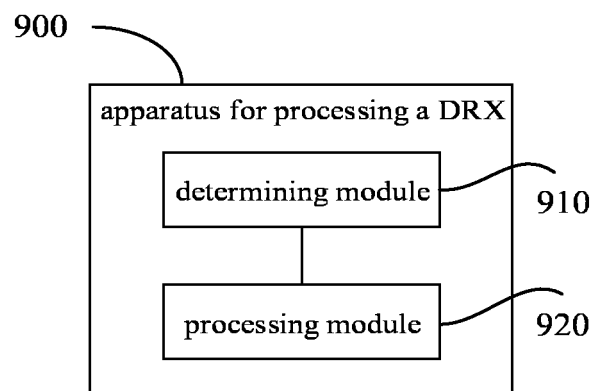 900
apparatus for processing a DRX
determining module
910
processing module
920